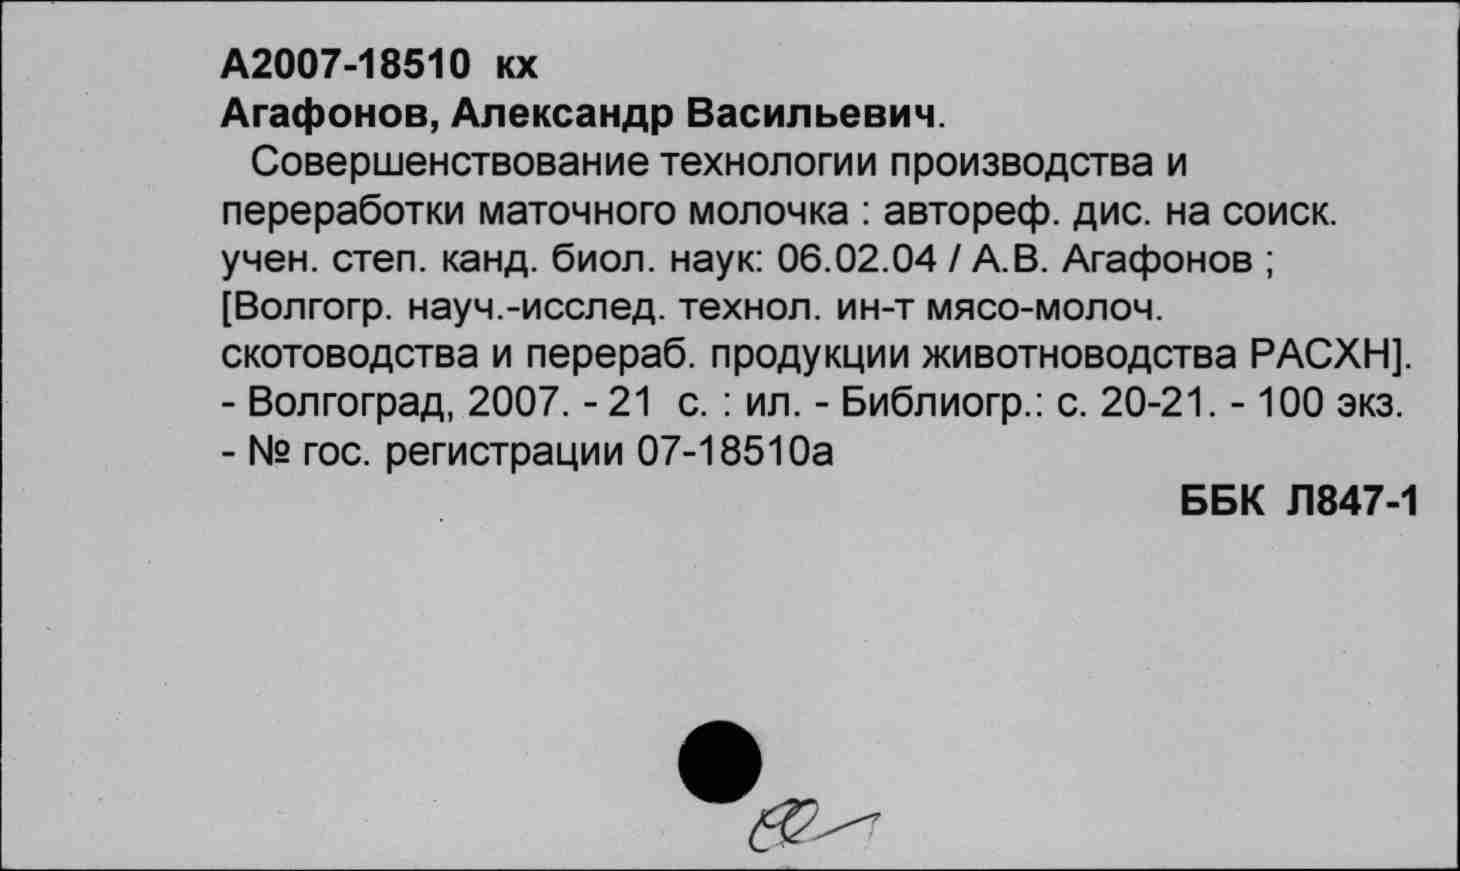 А2007-18510 кх
Агафонов, Александр Васильевич.
Совершенствование технологии производства и
переработки маточного молочка : автореф. дис. на соиск.
учен. степ. канд. биол. наук: 06.02.04 / А.В. Агафонов ;
[Волгогр. науч.-исслед. технол. ин-т мясо-молоч.
скотоводства и перераб. продукции животноводства РАСХН].
- Волгоград, 2007. - 21 с. : ил. - Библиогр.: с. 20-21. - 100 экз.
- № гос. регистрации 07-18510а
ББК Л847-1